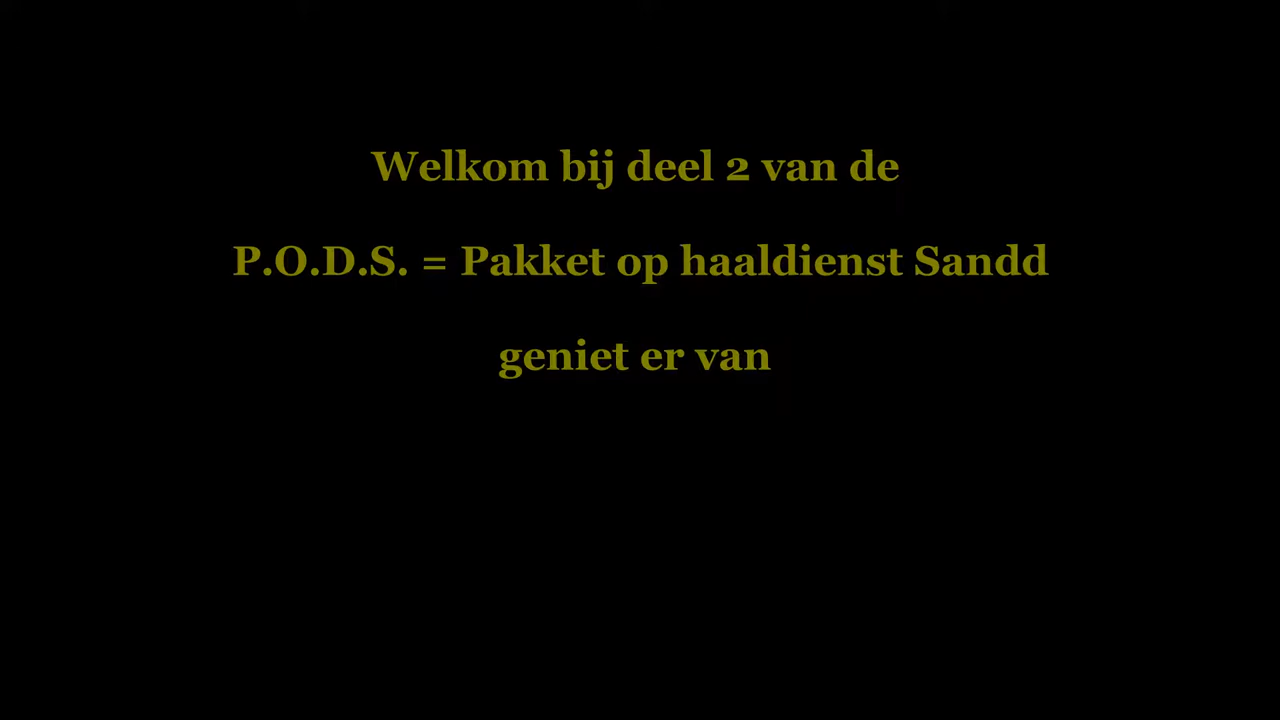 Welkom bij deel 2 van de
P.O.D.S. = Pakket op haaldienst Sandd
geniet er van